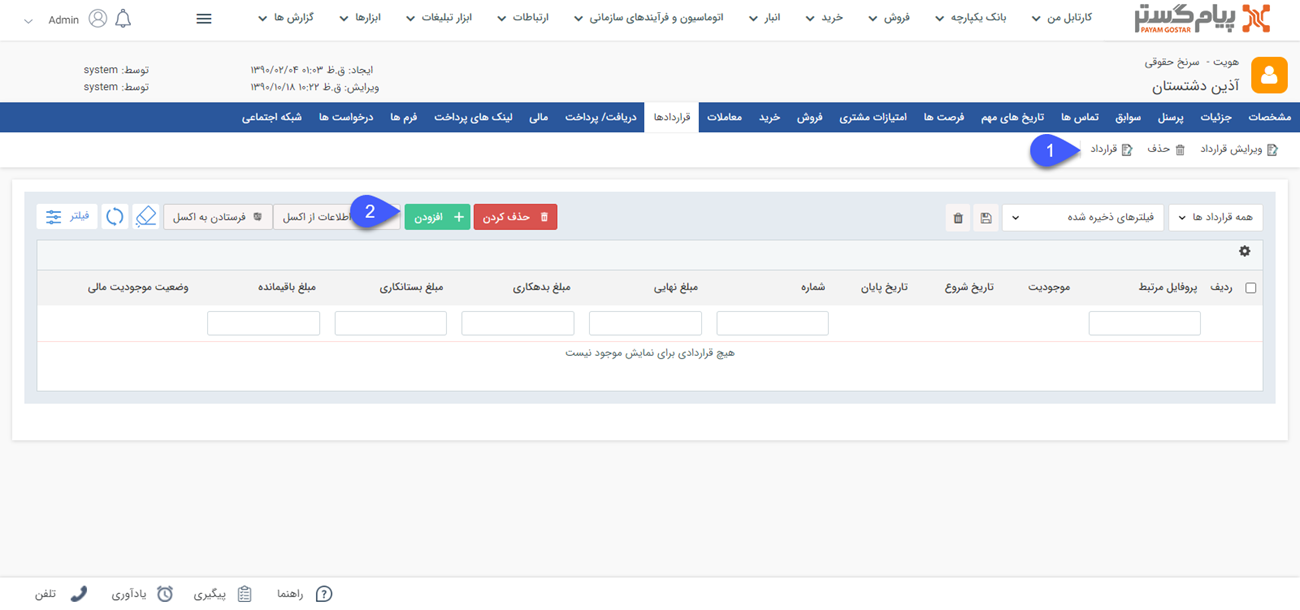 پیام گستر
PAYAM GOSTAR
کارتابل من
بانک یکپارچه
فروش
خرید
انبار
اتوماسیون و فرآیندهای سازمانی
ارتباطات
ابزار تبلیغات
ابزارها
گزارش ها
Admin
هویت - سرنخ حقوقی
آذین دشتستان
ایجاد: ق.ظ ۰۱:۰۳ ۱۳۹۰/۰۲/۰۴
توسط: system
ویرایش: ق.ظ ۱۰:۲۲ ۱۳۹۰/۱۰/۱۸
توسط: system
مشخصات
جزئیات
پرسنل
سوابق
تماس ها
تاریخ های مهم
فرصت ها
امتیازات مشتری
فروش
خرید
معاملات
قراردادها
دریافت/ پرداخت
مالی
لینک های پرداخت
فرم ها
درخواست ها
شبکه اجتماعی
ویرایش قرارداد
حذف
قرارداد
1
همه قرارداد ها
فیلترهای ذخیره شده
حذف کردن
افزودن
2
اطلاعات از اکسل
فرستادن به اکسل
فیلتر
ردیف
پروفایل مرتبط
موجودیت
تاریخ شروع
تاریخ پایان
شماره
مبلغ نهایی
مبلغ بدهکاری
مبلغ بستانکاری
مبلغ باقیمانده
وضعیت موجودیت مالی
هیچ قراردادی برای نمایش موجود نیست
راهنما
پیگیری
یادآوری
تلفن